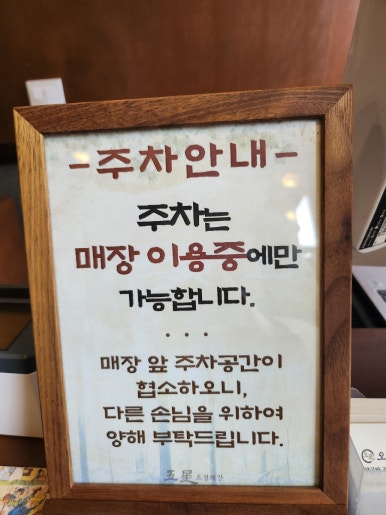 -주차안내-
주차는
매장 이용중에만
가능합니다.
...
매장 앞 주차공간이
협소하오니,
다른 손님을 위하여
양해 부탁드립니다.
五星